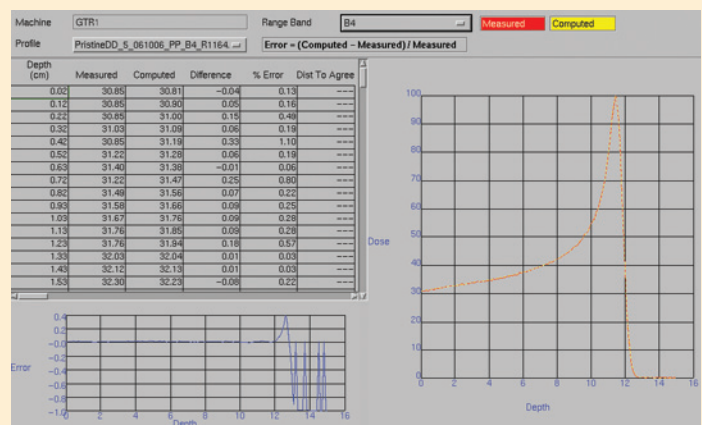 Machine GTR1 Range Band B4 Measured Computed
Profile PristineDD_5_061006_PP_B4_R1164. Error = (Computed – Measured) / Measured
Depth (cm) Measured Computed Difference % Error Dist To Agree
0.02 30.85 30.81 −0.04 0.13 ---
0.12 30.85 30.90 0.05 0.16 ---
0.22 30.85 31.00 0.15 0.49 ---
0.32 31.03 31.09 0.06 0.19 ---
0.42 30.85 31.19 0.33 1.10 ---
0.52 31.22 31.28 0.06 0.19 ---
0.63 31.40 31.38 −0.01 0.06 ---
0.72 31.22 31.47 0.25 0.80 ---
0.82 31.49 31.56 0.07 0.22 ---
0.93 31.58 31.66 0.09 0.25 ---
1.03 31.67 31.76 0.09 0.28 ---
1.13 31.76 31.85 0.09 0.28 ---
1.23 31.76 31.94 0.18 0.57 ---
1.33 32.03 32.04 0.01 0.03 ---
1.43 32.12 32.13 0.01 0.03 ---
1.53 32.30 32.23 −0.08 0.22 ---
100
90
80
70
60
50
Dose
40
30
20
10
0
0 2 4 6 8 10 12 14 16
Depth
0.4
0.2
−0.0
−0.2
Error
−0.4
−0.6
−0.8
−1.0
0 2 4 6 8 10 12 14 16
Depth